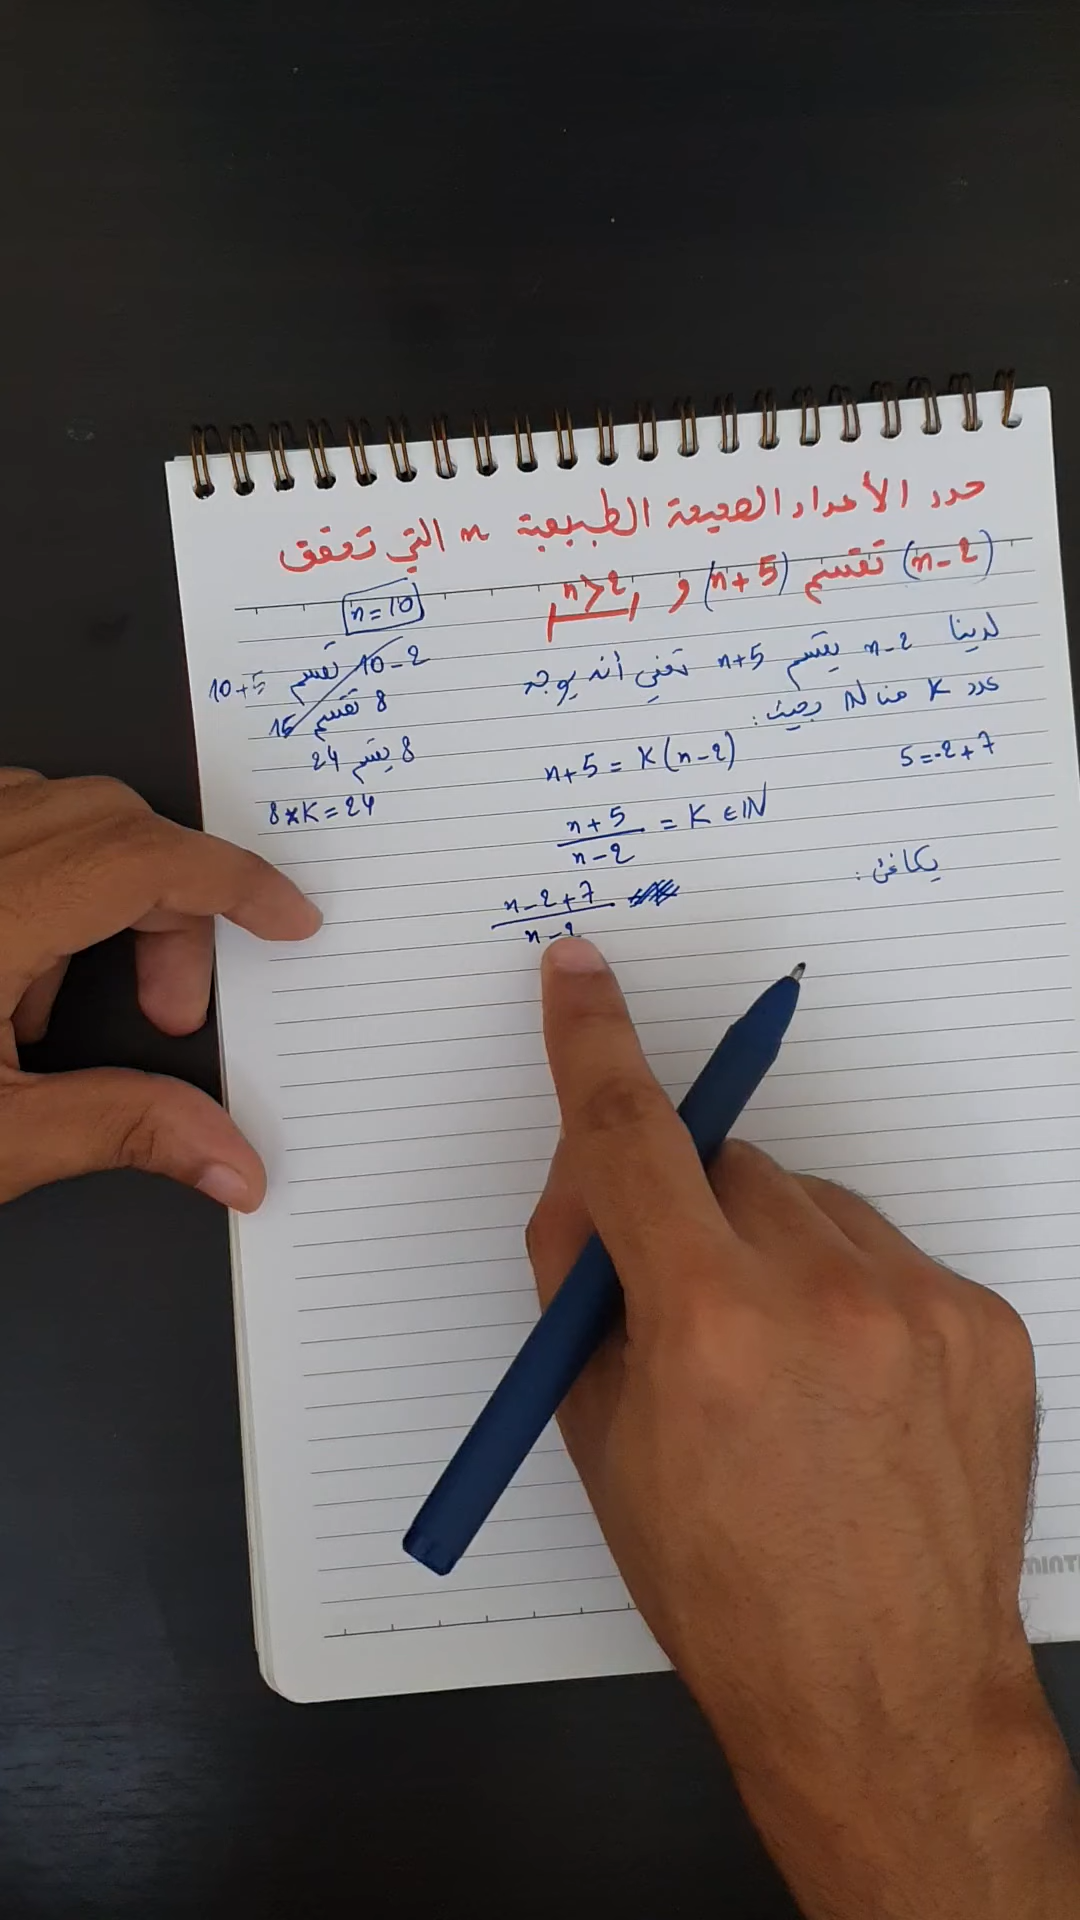 حدد الأعداد الصحيحة الطبيعية n التي تحقق
(n-2) تقسم (n+5) و n>2
لدينا n-2 يقسم n+5 تعني أنه يوجد
عدد K من ℕ بحيث:
n+5 = K(n-2)
5=-2+7
n+5/n-2 = K ∈ ℕ
يكافئ:
n-2+7/n-2
n=10
10-2 تقسم 10+5
8 تقسم 15
8 يقسم 24
8*K=24
MINT